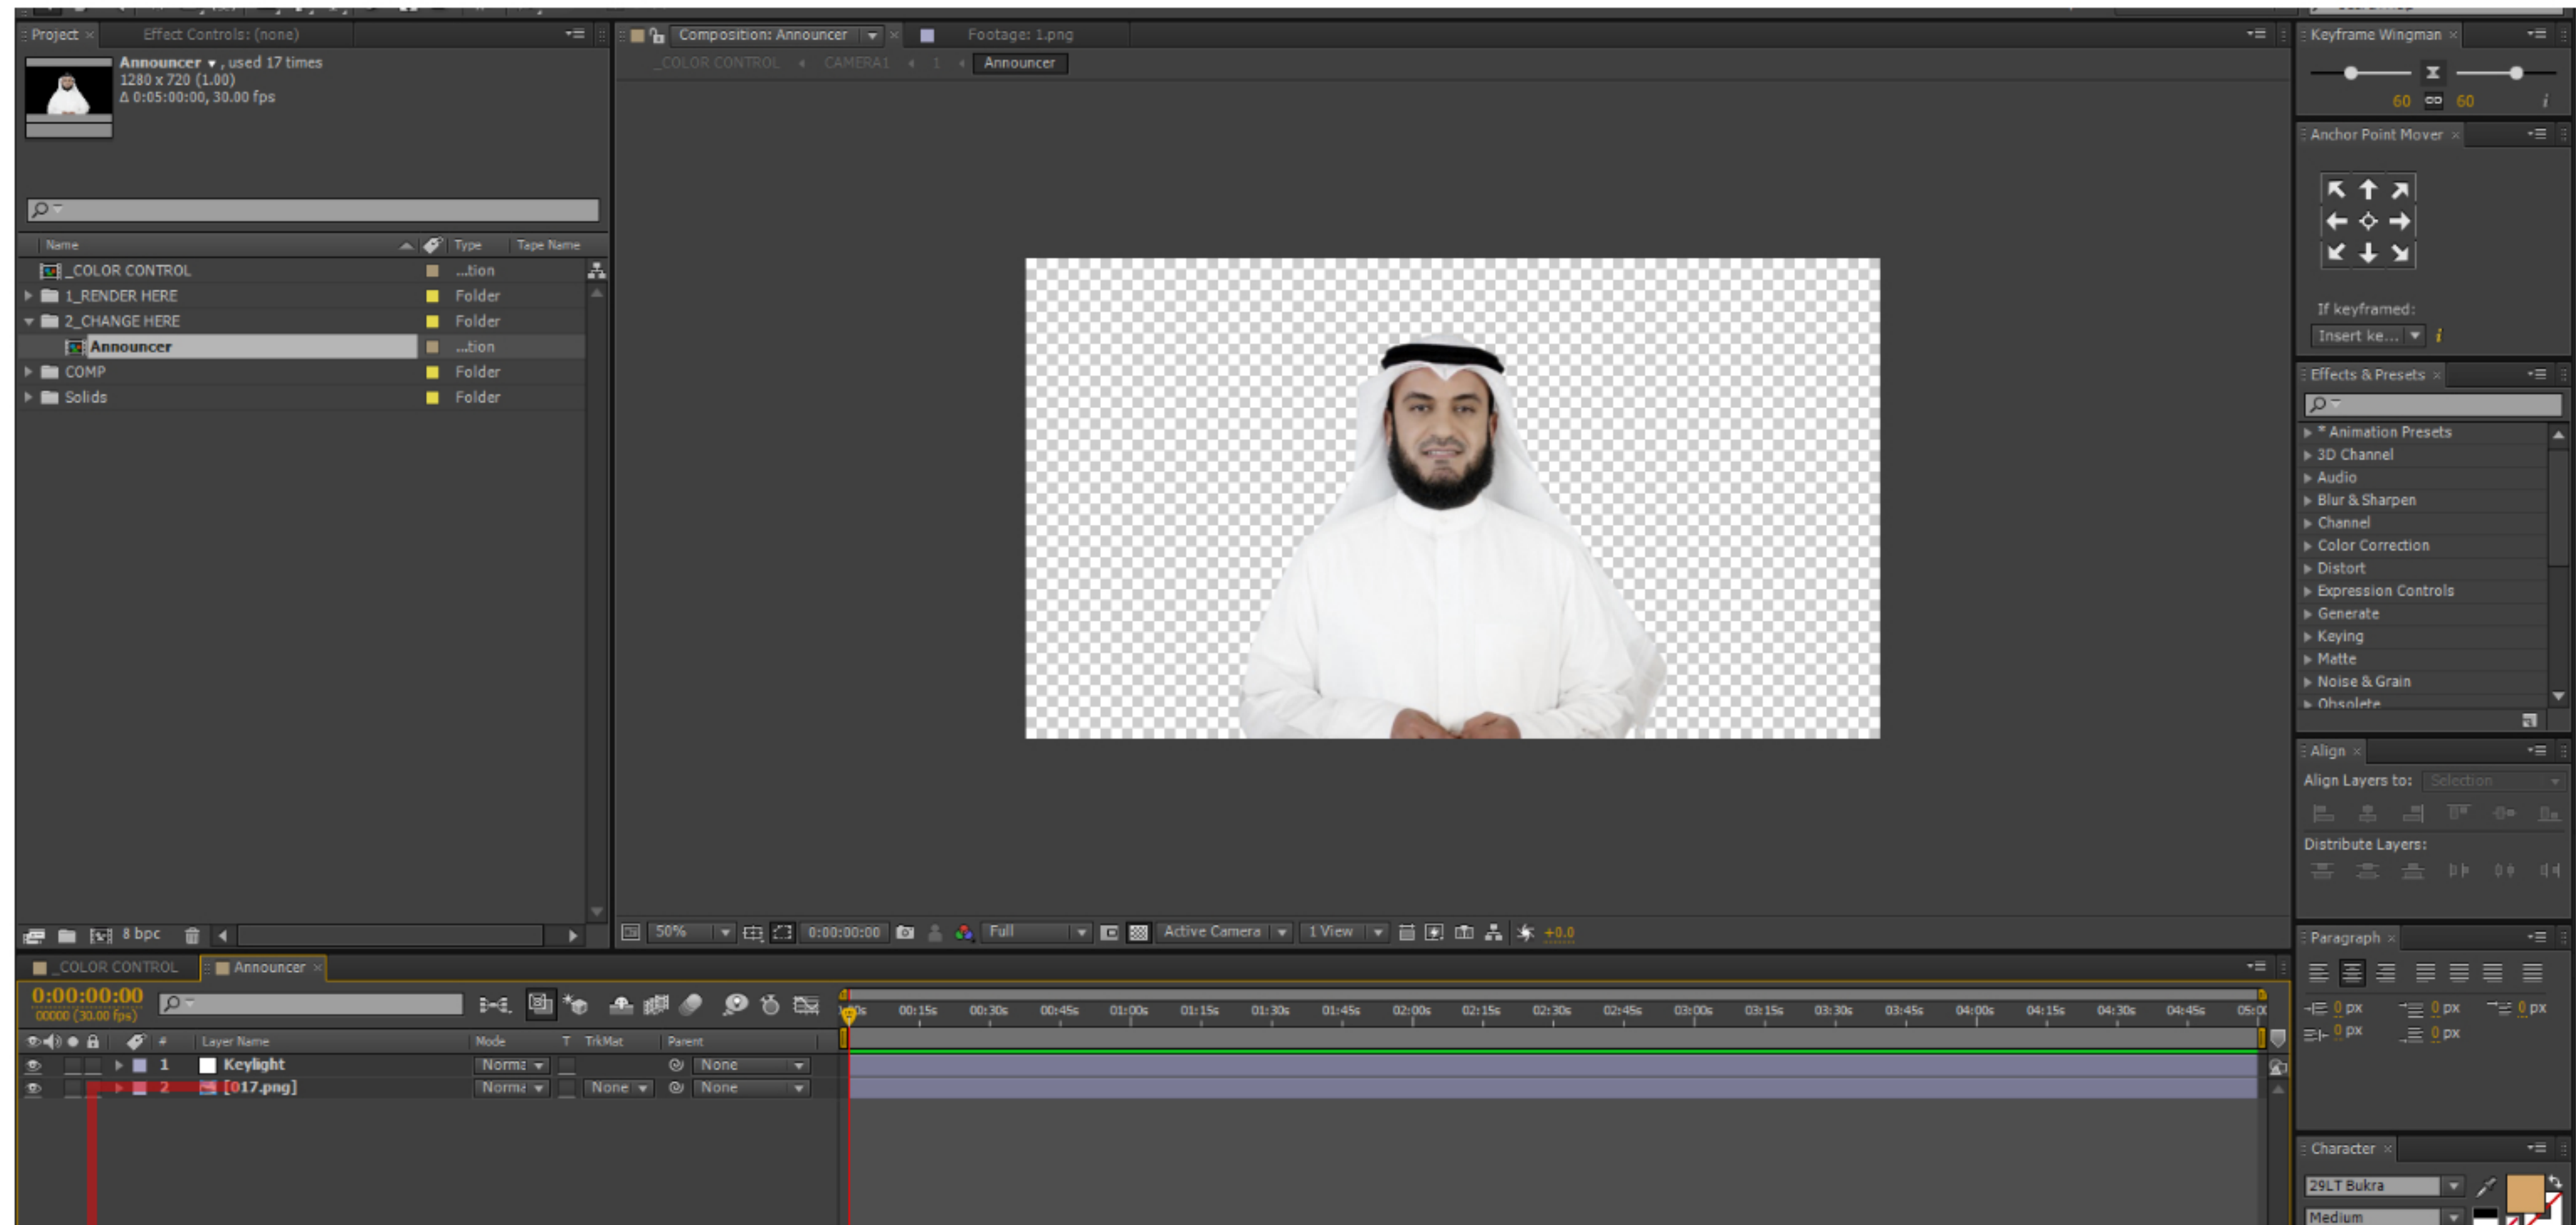 Project
Effect Controls: (none)
Announcer , used 17 times
1280 x 720 (1.00)
Δ 0:05:00:00, 30.00 fps
Name
Type
Tape Name
_COLOR CONTROL
...tion
1_RENDER HERE
Folder
2_CHANGE HERE
Folder
Announcer
...tion
COMP
Folder
Solids
Folder
8 bpc
Composition: Announcer
Footage: 1.png
_COLOR CONTROL
CAMERA1
1
Announcer
50%
0:00:00:00
Full
Active Camera
1 View
+0.0
Keyframe Wingman
60
60
i
Anchor Point Mover
If keyframed:
Insert ke...
i
Effects & Presets
* Animation Presets
3D Channel
Audio
Blur & Sharpen
Channel
Color Correction
Distort
Expression Controls
Generate
Keying
Matte
Noise & Grain
Obsolete
Align
Align Layers to: Selection
Distribute Layers:
Paragraph
0 px
0 px
0 px
0 px
0 px
Character
29LT Bukra
Medium
_COLOR CONTROL
Announcer
0:00:00:00
00000 (30.00 fps)
00:15s 00:30s 00:45s 01:00s 01:15s 01:30s 01:45s 02:00s 02:15s 02:30s 02:45s 03:00s 03:15s 03:30s 03:45s 04:00s 04:15s 04:30s 04:45s
# Layer Name Mode T TrkMat Parent
1 Keylight None
2 [017.png] None None